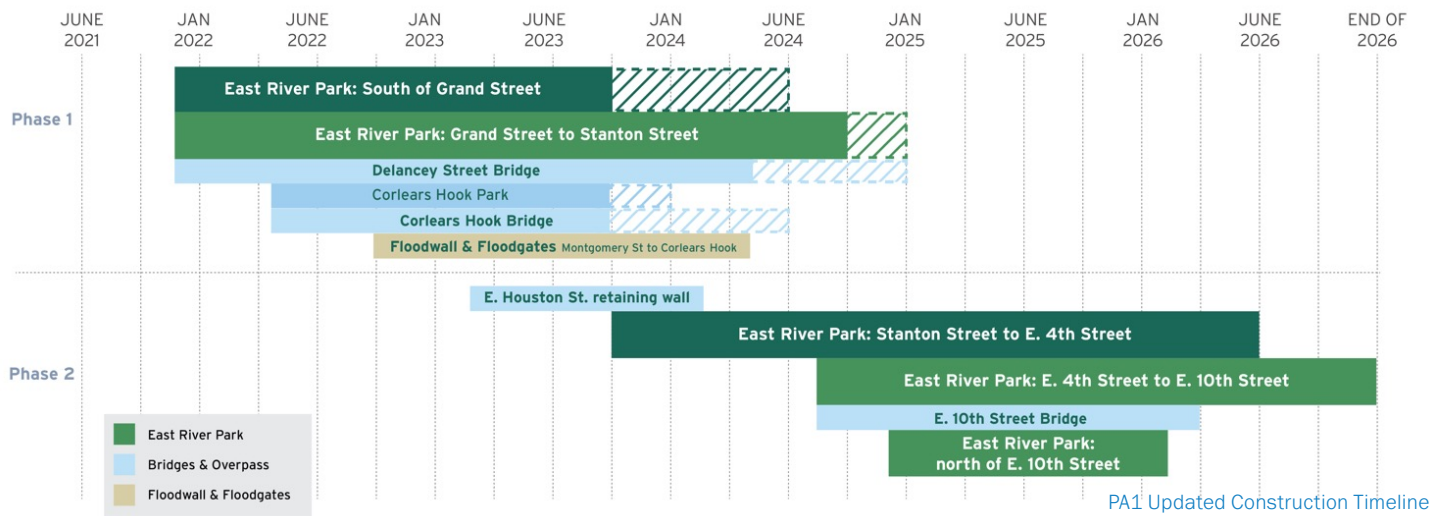 JUNE 2021
JAN 2022
JUNE 2022
JAN 2023
JUNE 2023
JAN 2024
JUNE 2024
JAN 2025
JUNE 2025
JAN 2026
JUNE 2026
END OF 2026
Phase 1
East River Park: South of Grand Street
East River Park: Grand Street to Stanton Street
Delancey Street Bridge
Corlears Hook Park
Corlears Hook Bridge
Floodwall & Floodgates Montgomery St to Corlears Hook
Phase 2
E. Houston St. retaining wall
East River Park: Stanton Street to E. 4th Street
East River Park: E. 4th Street to E. 10th Street
E. 10th Street Bridge
East River Park:
north of E. 10th Street
East River Park
Bridges & Overpass
Floodwall & Floodgates
PA1 Updated Construction Timeline